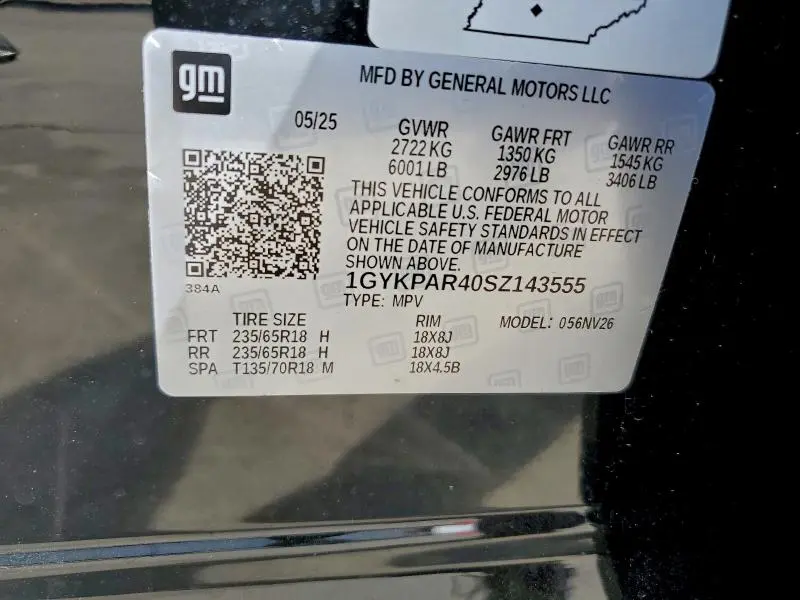 gm
MFD BY GENERAL MOTORS LLC
05/25 GVWR GAWR FRT GAWR RR
2722 KG 1350 KG 1545 KG
6001 LB 2976 LB 3406 LB
THIS VEHICLE CONFORMS TO ALL
APPLICABLE U.S. FEDERAL MOTOR
VEHICLE SAFETY STANDARDS IN EFFECT
ON THE DATE OF MANUFACTURE
SHOWN ABOVE.
384A
1GYKPAR40SZ143555
TYPE: MPV
TIRE SIZE RIM MODEL: 056NV26
FRT 235/65R18 H 18X8J
RR 235/65R18 H 18X8J
SPA T135/70R18 M 18X4.5B